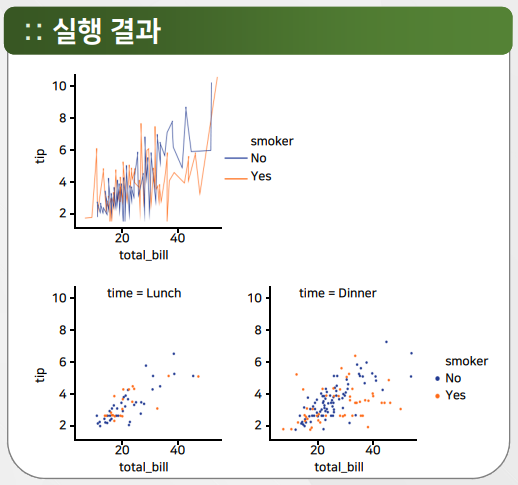 :: 실행 결과
10
8
6
4
2
tip
20 40
total_bill
smoker
No
Yes
time = Lunch
time = Dinner
10
8
6
4
2
tip
20 40
total_bill
10
8
6
4
2
20 40
total_bill
smoker
No
Yes